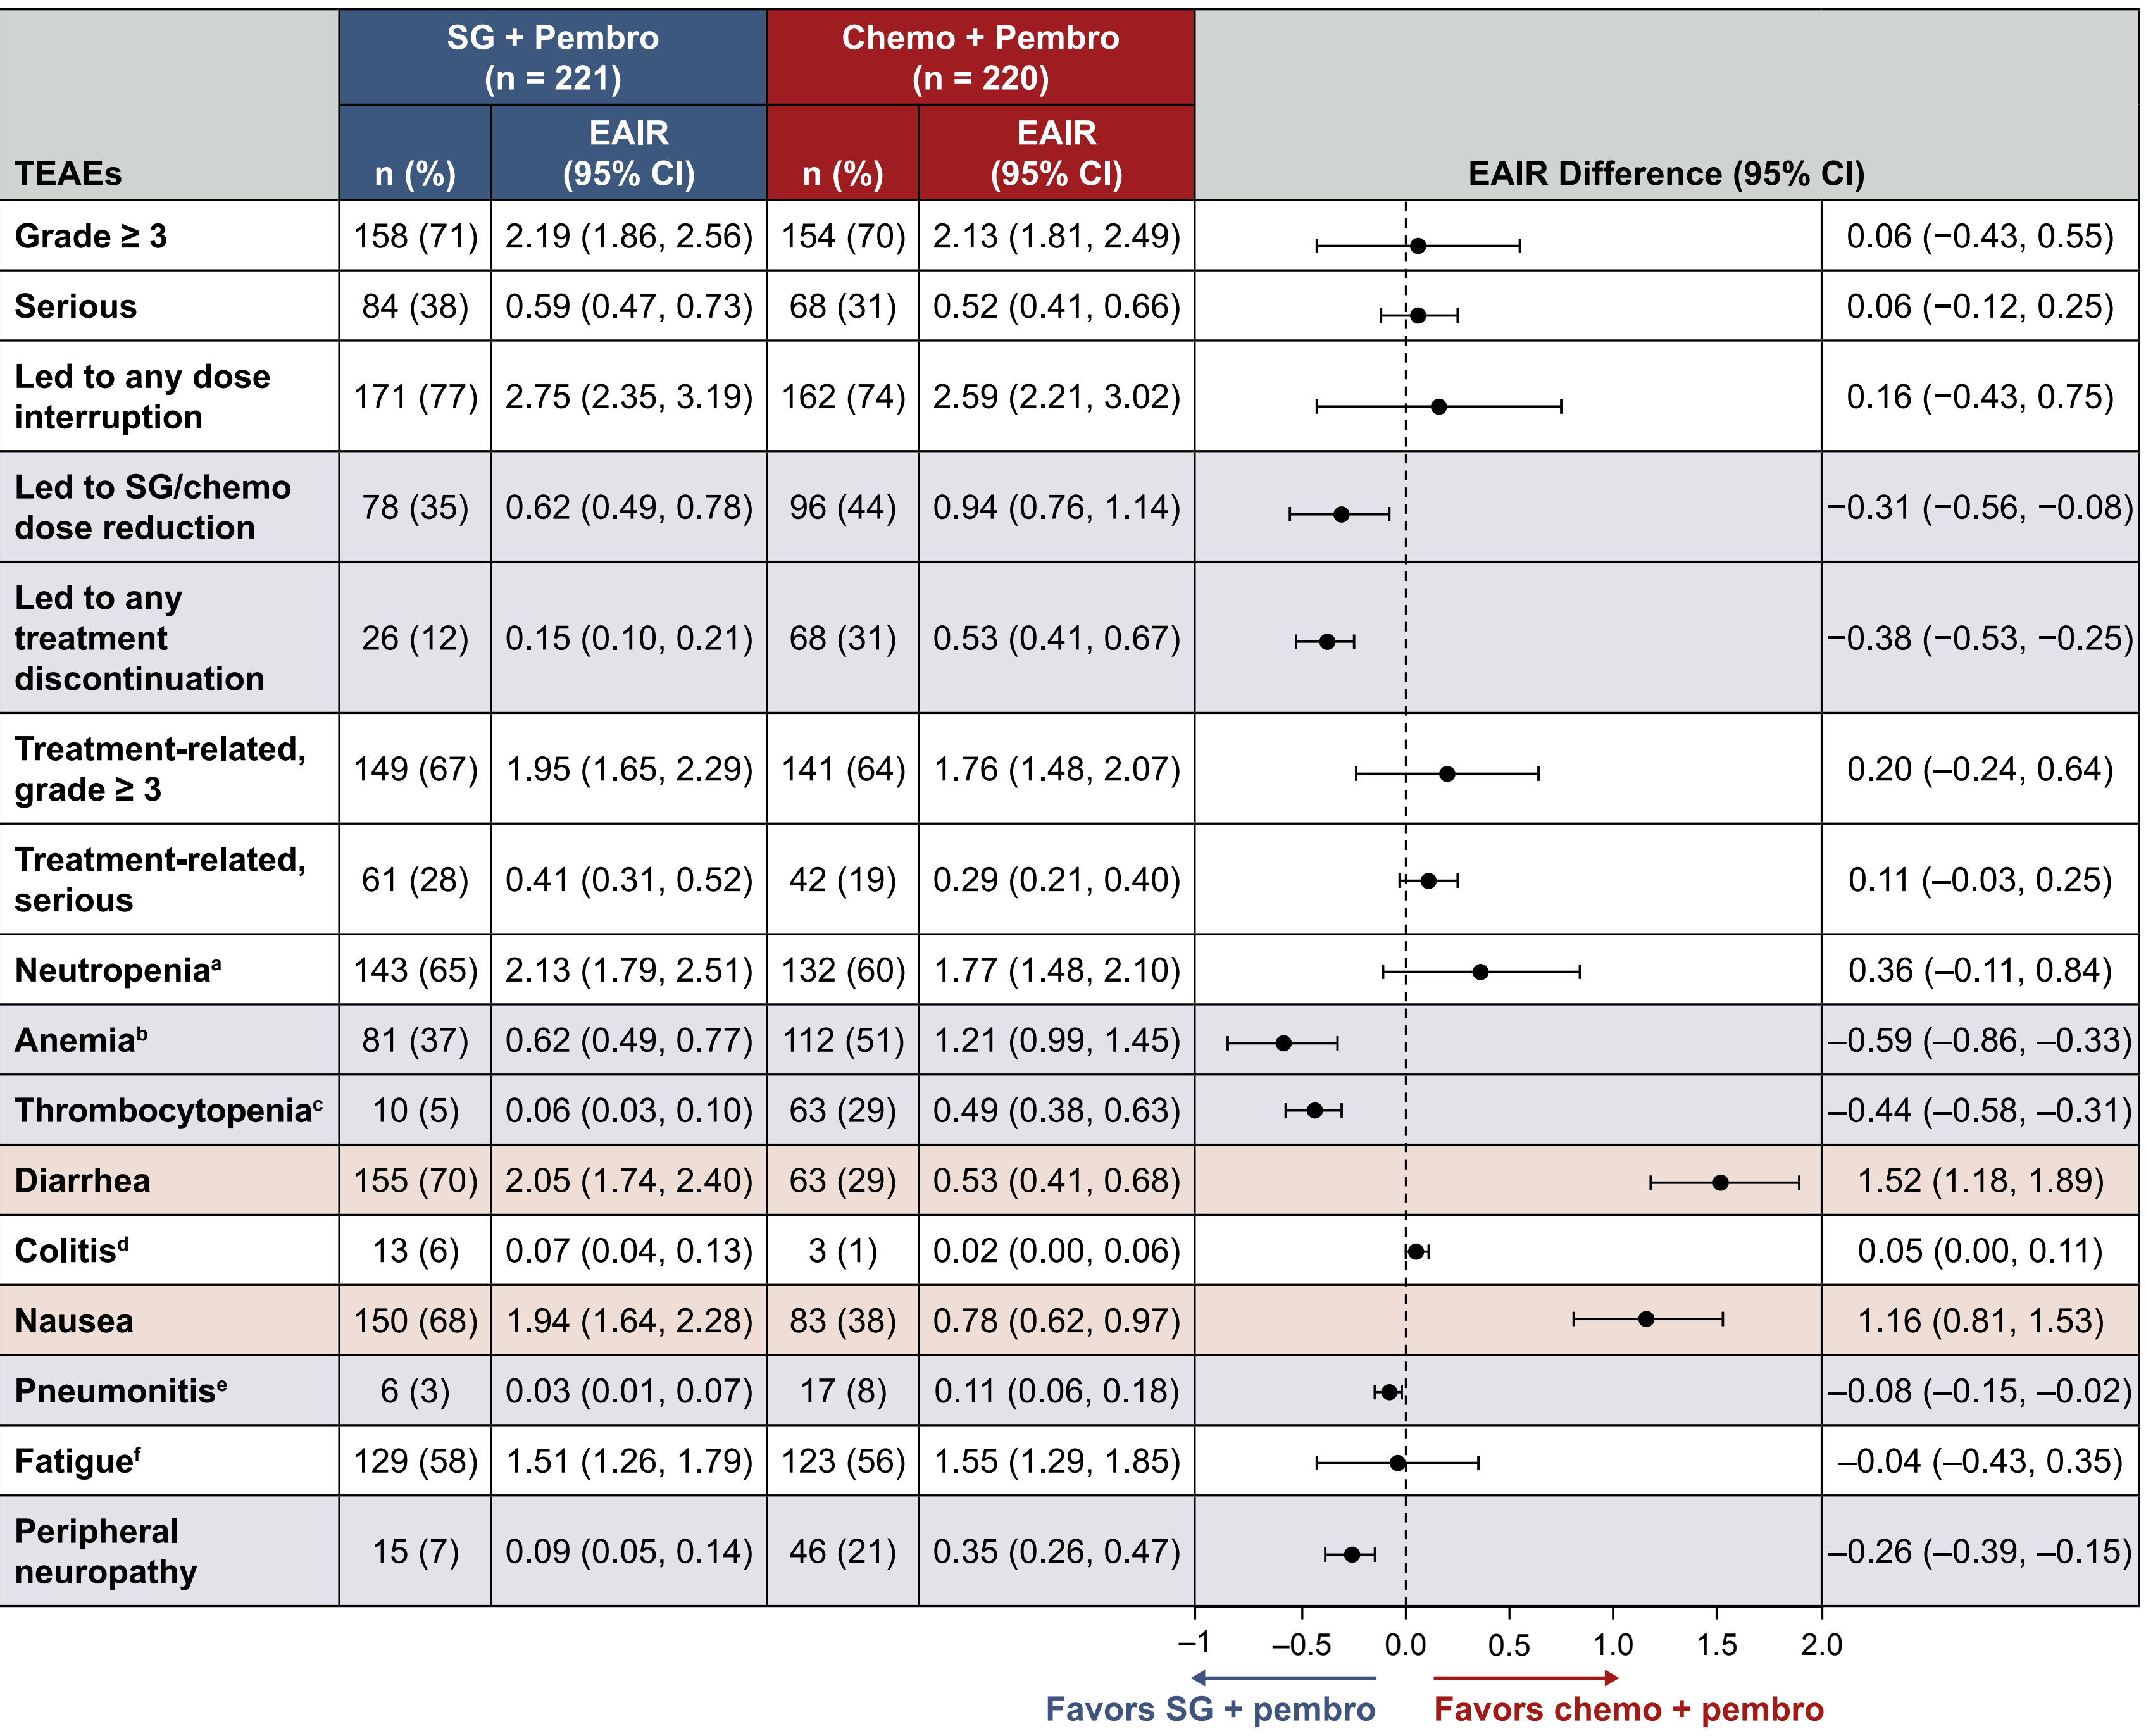 SG + Pembro
(n = 221)
Chemo + Pembro
(n = 220)
TEAEs
n (%)
EAIR
(95% CI)
n (%)
EAIR
(95% CI)
EAIR Difference (95% CI)
Grade ≥ 3 158 (71) 2.19 (1.86, 2.56) 154 (70) 2.13 (1.81, 2.49) 0.06 (−0.43, 0.55)
Serious 84 (38) 0.59 (0.47, 0.73) 68 (31) 0.52 (0.41, 0.66) 0.06 (−0.12, 0.25)
Led to any dose
interruption
171 (77) 2.75 (2.35, 3.19) 162 (74) 2.59 (2.21, 3.02) 0.16 (−0.43, 0.75)
Led to SG/chemo
dose reduction
78 (35) 0.62 (0.49, 0.78) 96 (44) 0.94 (0.76, 1.14) −0.31 (−0.56, −0.08)
Led to any
treatment
discontinuation
26 (12) 0.15 (0.10, 0.21) 68 (31) 0.53 (0.41, 0.67) −0.38 (−0.53, −0.25)
Treatment-related,
grade ≥ 3
149 (67) 1.95 (1.65, 2.29) 141 (64) 1.76 (1.48, 2.07) 0.20 (–0.24, 0.64)
Treatment-related,
serious
61 (28) 0.41 (0.31, 0.52) 42 (19) 0.29 (0.21, 0.40) 0.11 (–0.03, 0.25)
Neutropeniaᵃ 143 (65) 2.13 (1.79, 2.51) 132 (60) 1.77 (1.48, 2.10) 0.36 (–0.11, 0.84)
Anemiaᵇ 81 (37) 0.62 (0.49, 0.77) 112 (51) 1.21 (0.99, 1.45) –0.59 (–0.86, –0.33)
Thrombocytopeniaᶜ 10 (5) 0.06 (0.03, 0.10) 63 (29) 0.49 (0.38, 0.63) –0.44 (–0.58, –0.31)
Diarrhea 155 (70) 2.05 (1.74, 2.40) 63 (29) 0.53 (0.41, 0.68) 1.52 (1.18, 1.89)
Colitisᵈ 13 (6) 0.07 (0.04, 0.13) 3 (1) 0.02 (0.00, 0.06) 0.05 (0.00, 0.11)
Nausea 150 (68) 1.94 (1.64, 2.28) 83 (38) 0.78 (0.62, 0.97) 1.16 (0.81, 1.53)
Pneumonitisᵉ 6 (3) 0.03 (0.01, 0.07) 17 (8) 0.11 (0.06, 0.18) –0.08 (–0.15, –0.02)
Fatigueᶠ 129 (58) 1.51 (1.26, 1.79) 123 (56) 1.55 (1.29, 1.85) –0.04 (–0.43, 0.35)
Peripheral
neuropathy
15 (7) 0.09 (0.05, 0.14) 46 (21) 0.35 (0.26, 0.47) –0.26 (–0.39, –0.15)
–1 –0.5 0.0 0.5 1.0 1.5 2.0
Favors SG + pembro Favors chemo + pembro